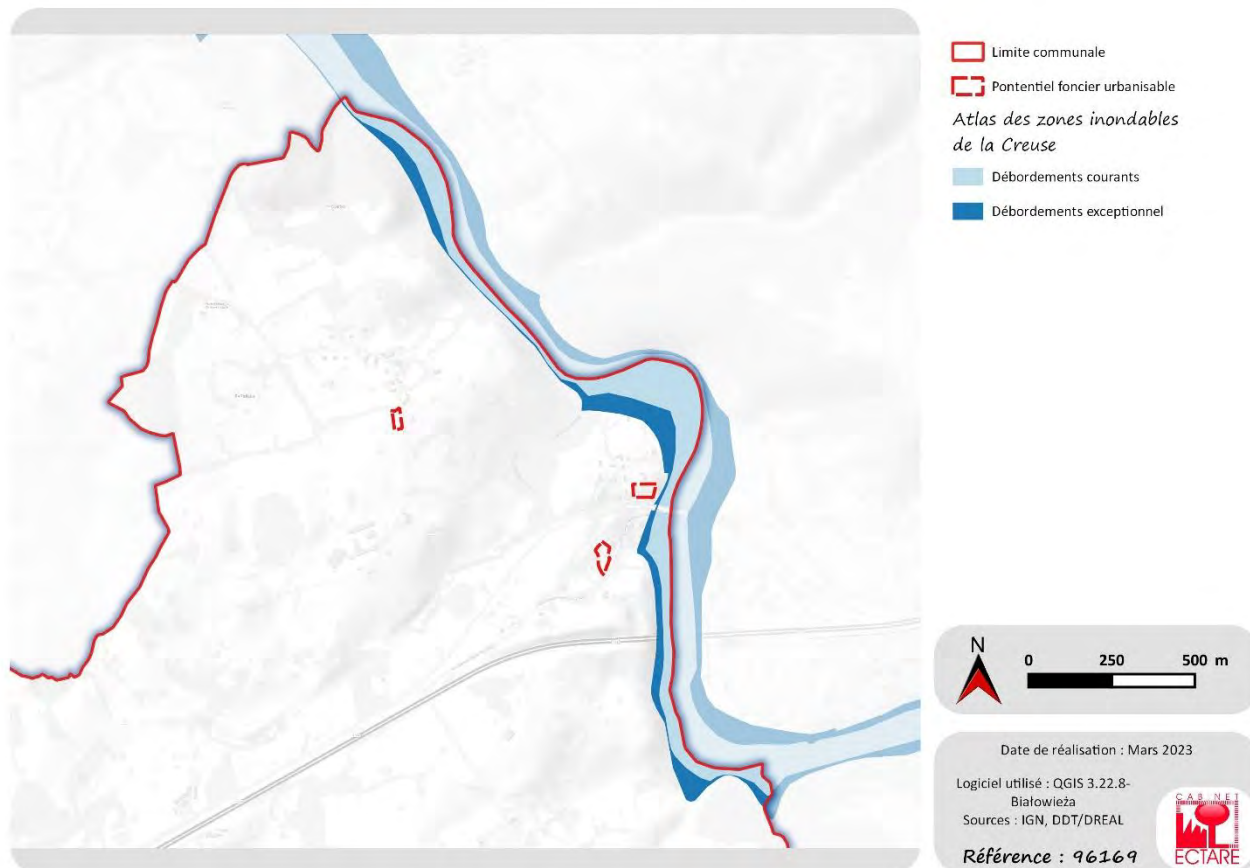 Limite communale
Pontentiel foncier urbanisable
Atlas des zones inondables
de la Creuse
Débordements courants
Débordements exceptionnel
N
0 250 500 m
Date de réalisation : Mars 2023
Logiciel utilisé : QGIS 3.22.8-
Białowieża
Sources : IGN, DDT/DREAL
Référence : 96169
CABINET
ECTARE